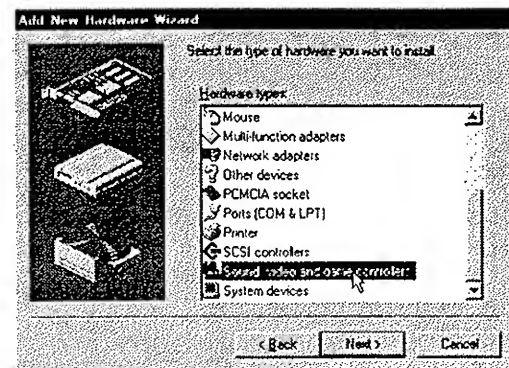 Add New Hardware Wizard
Select the type of hardware you want to install.
Hardware types:
Mouse
Multi-function adapters
Network adapters
Other devices
PCMCIA socket
Ports (COM & LPT)
Printer
SCSI controllers
Sound, video and game controllers
System devices
< Back
Next >
Cancel